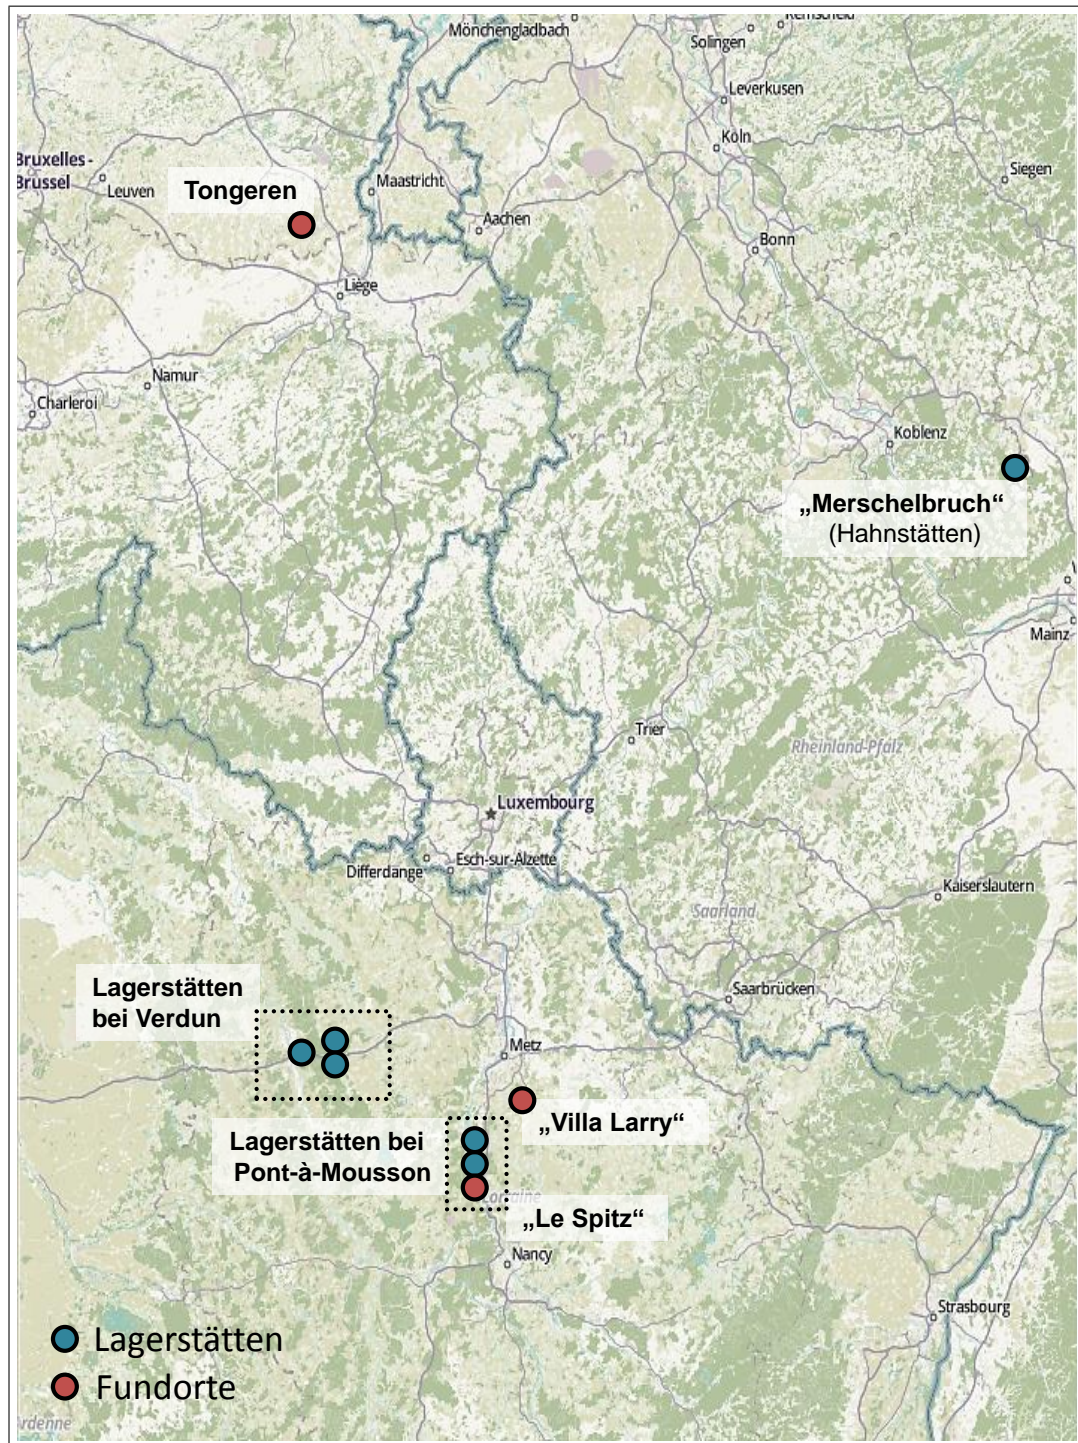 Mönchengladbach
Solingen
Leverkusen
Köln
Bruxelles -
Brussel
Leuven
Tongeren
Maastricht
Siegen
Aachen
Bonn
Liège
Namur
Charleroi
Koblenz
„Merschelbruch“
(Hahnstätten)
Mainz
Trier
Rheinland-Pfalz
Luxembourg
Esch-sur-Alzette
Differdange
Kaiserslautern
Saarland
Saarbrücken
Lagerstätten
bei Verdun
Metz
„Villa Larry“
Lagerstätten bei
Pont-à-Mousson
„Le Spitz“
Nancy
Strasbourg
Lagerstätten
Fundorte